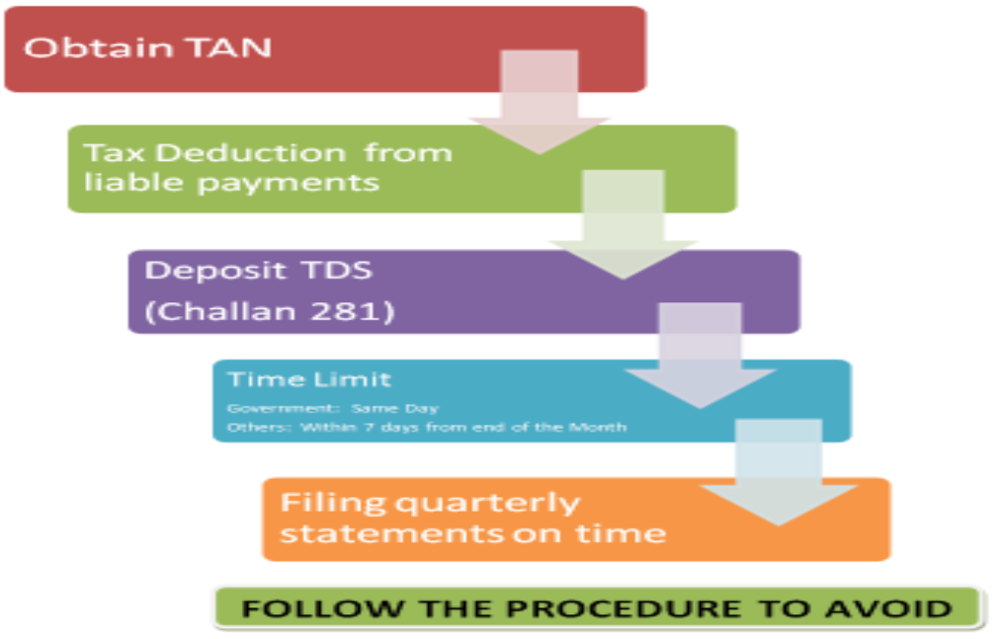 Obtain TAN
Tax Deduction from
liable payments
Deposit TDS
(Challan 281)
Time Limit
Government: Same Day
Others: Within 7 days from end of the Month
Filing quarterly
statements on time
FOLLOW THE PROCEDURE TO AVOID